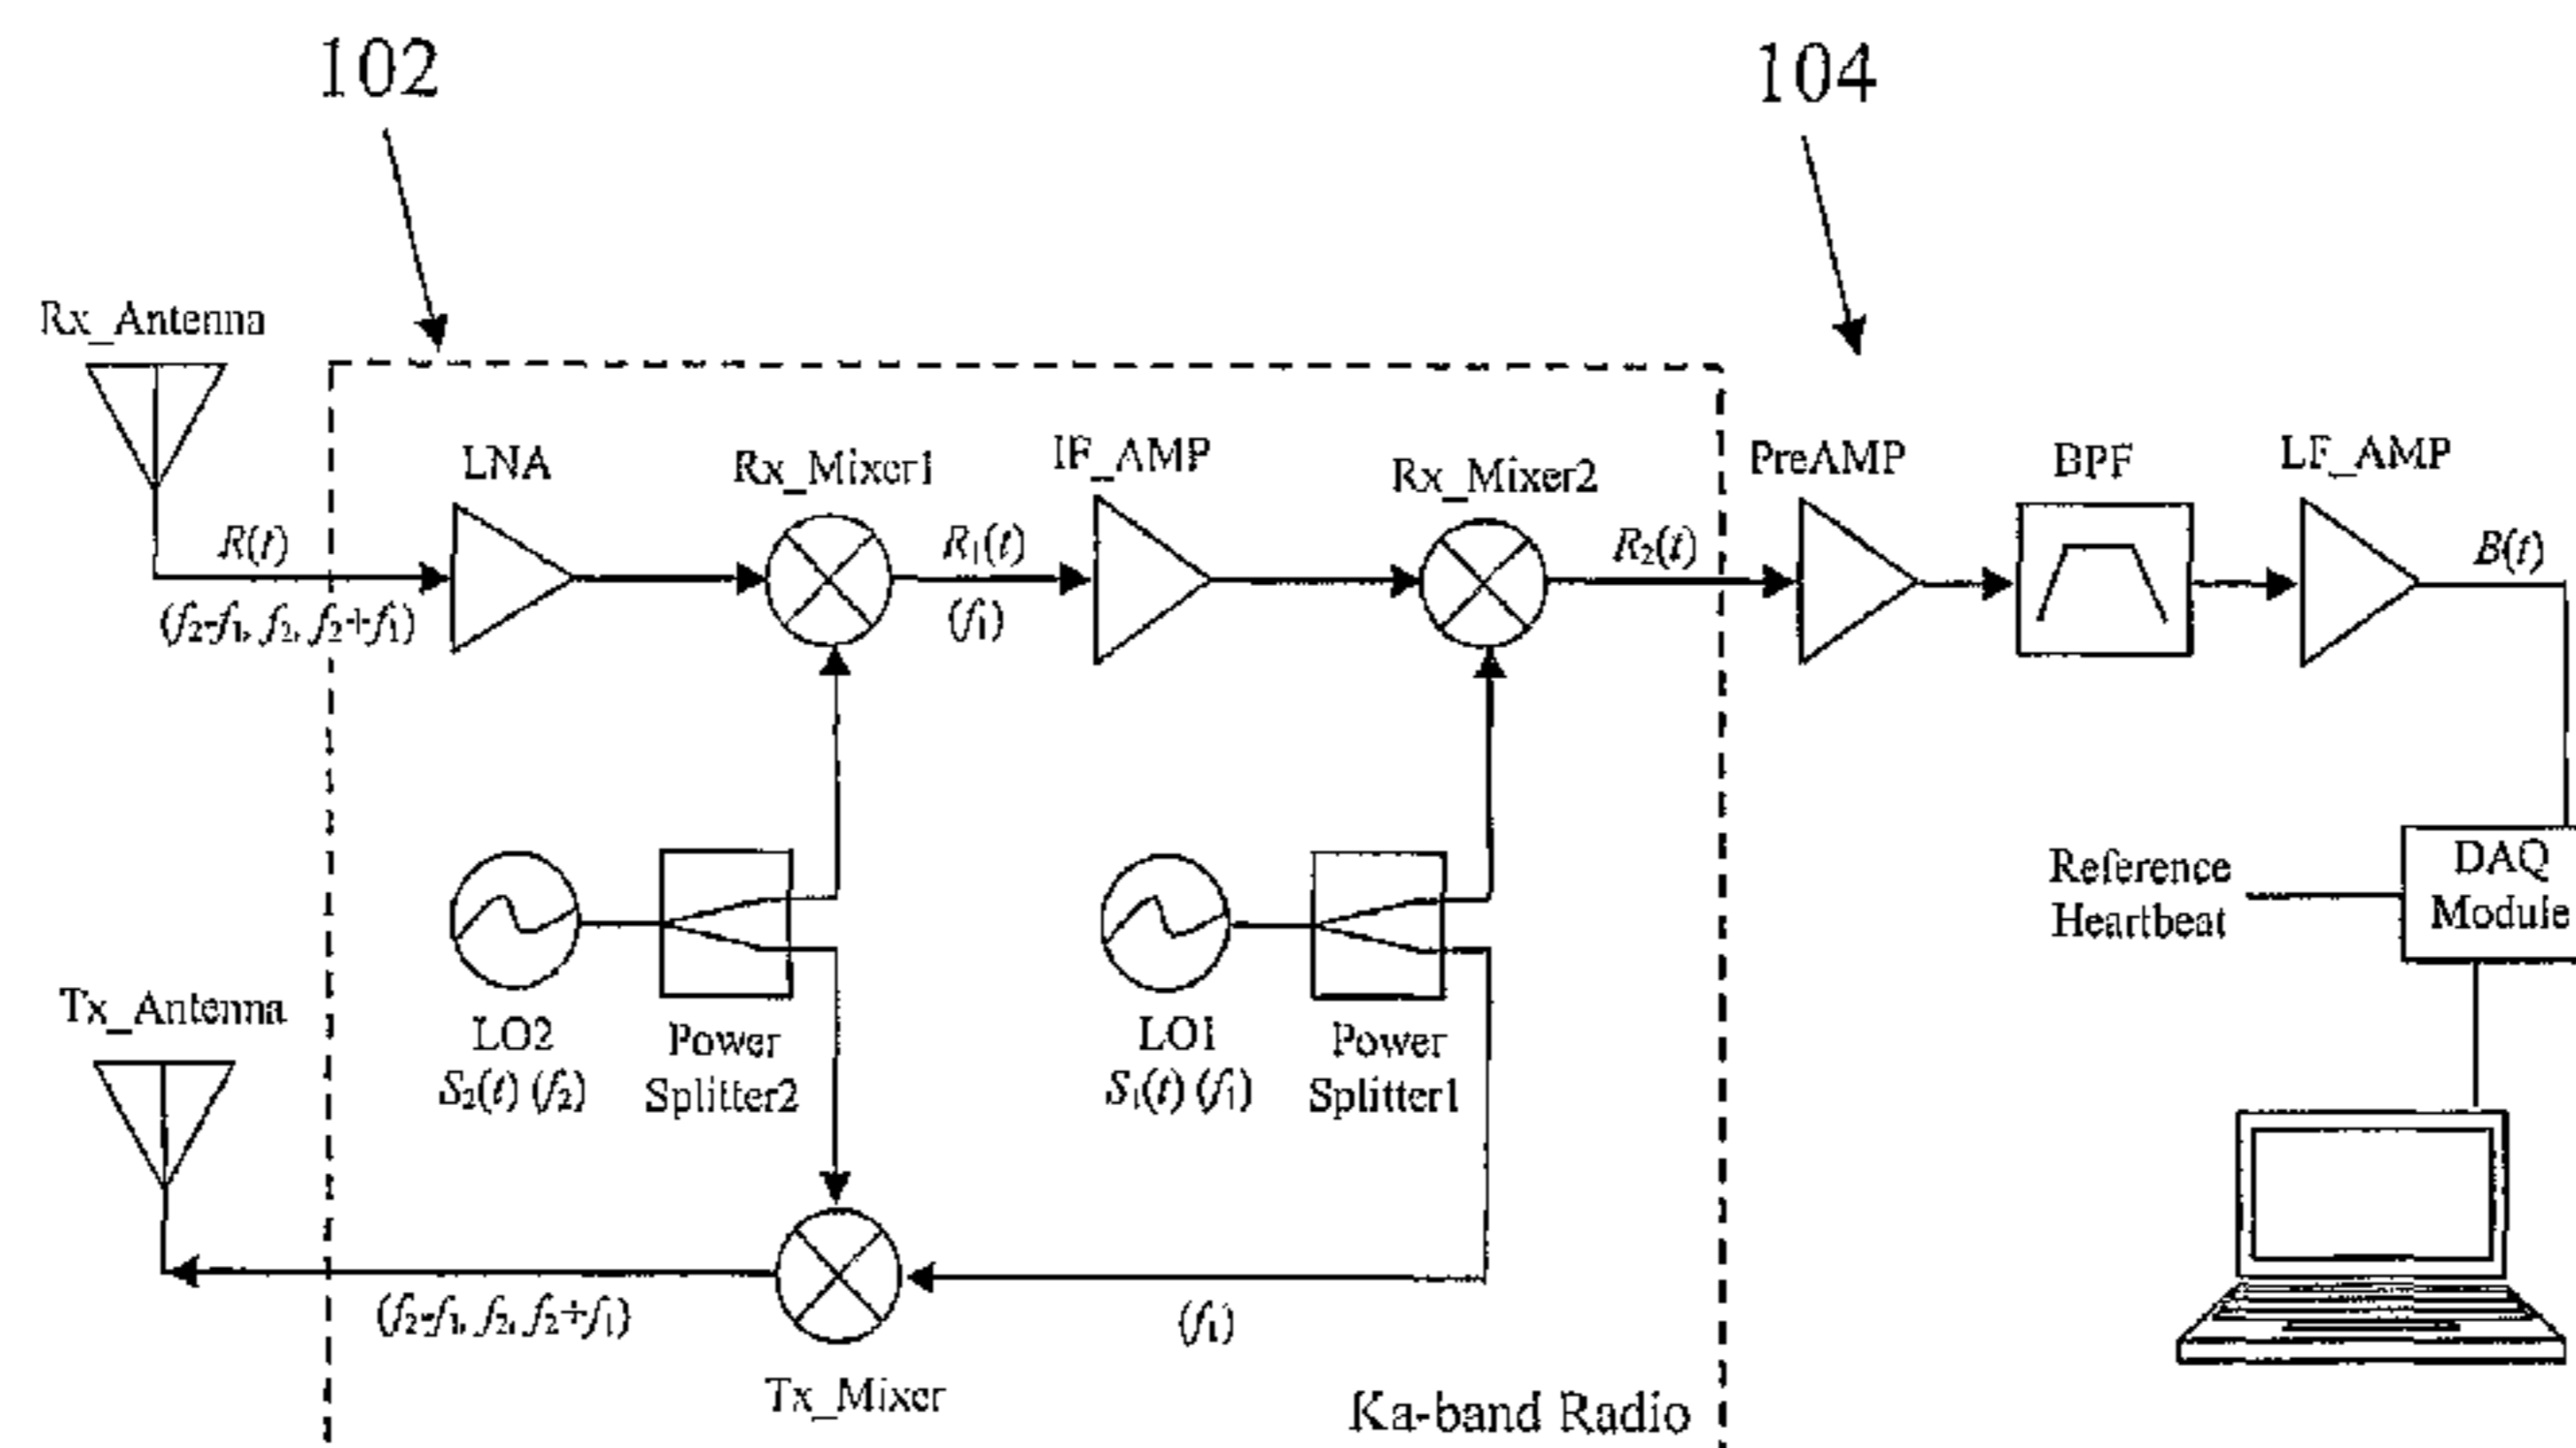 102
104
Rx_Antenna
LNA
Rx_Mixer1
IF_AMP
Rx_Mixer2
PreAMP
BPF
LF_AMP
R(t)
R₁(t)
R₂(t)
B(t)
(f₂-f₁, f₂, f₂+f₁)
(f₁)
Reference
Heartbeat
DAQ
Module
Tx_Antenna
LO2
S₂(t) (f₂)
Power
Splitter2
LO1
S₁(t) (f₁)
Power
Splitter1
(f₂-f₁, f₂, f₂+f₁)
(f₁)
Tx_Mixer
Ka-band Radio